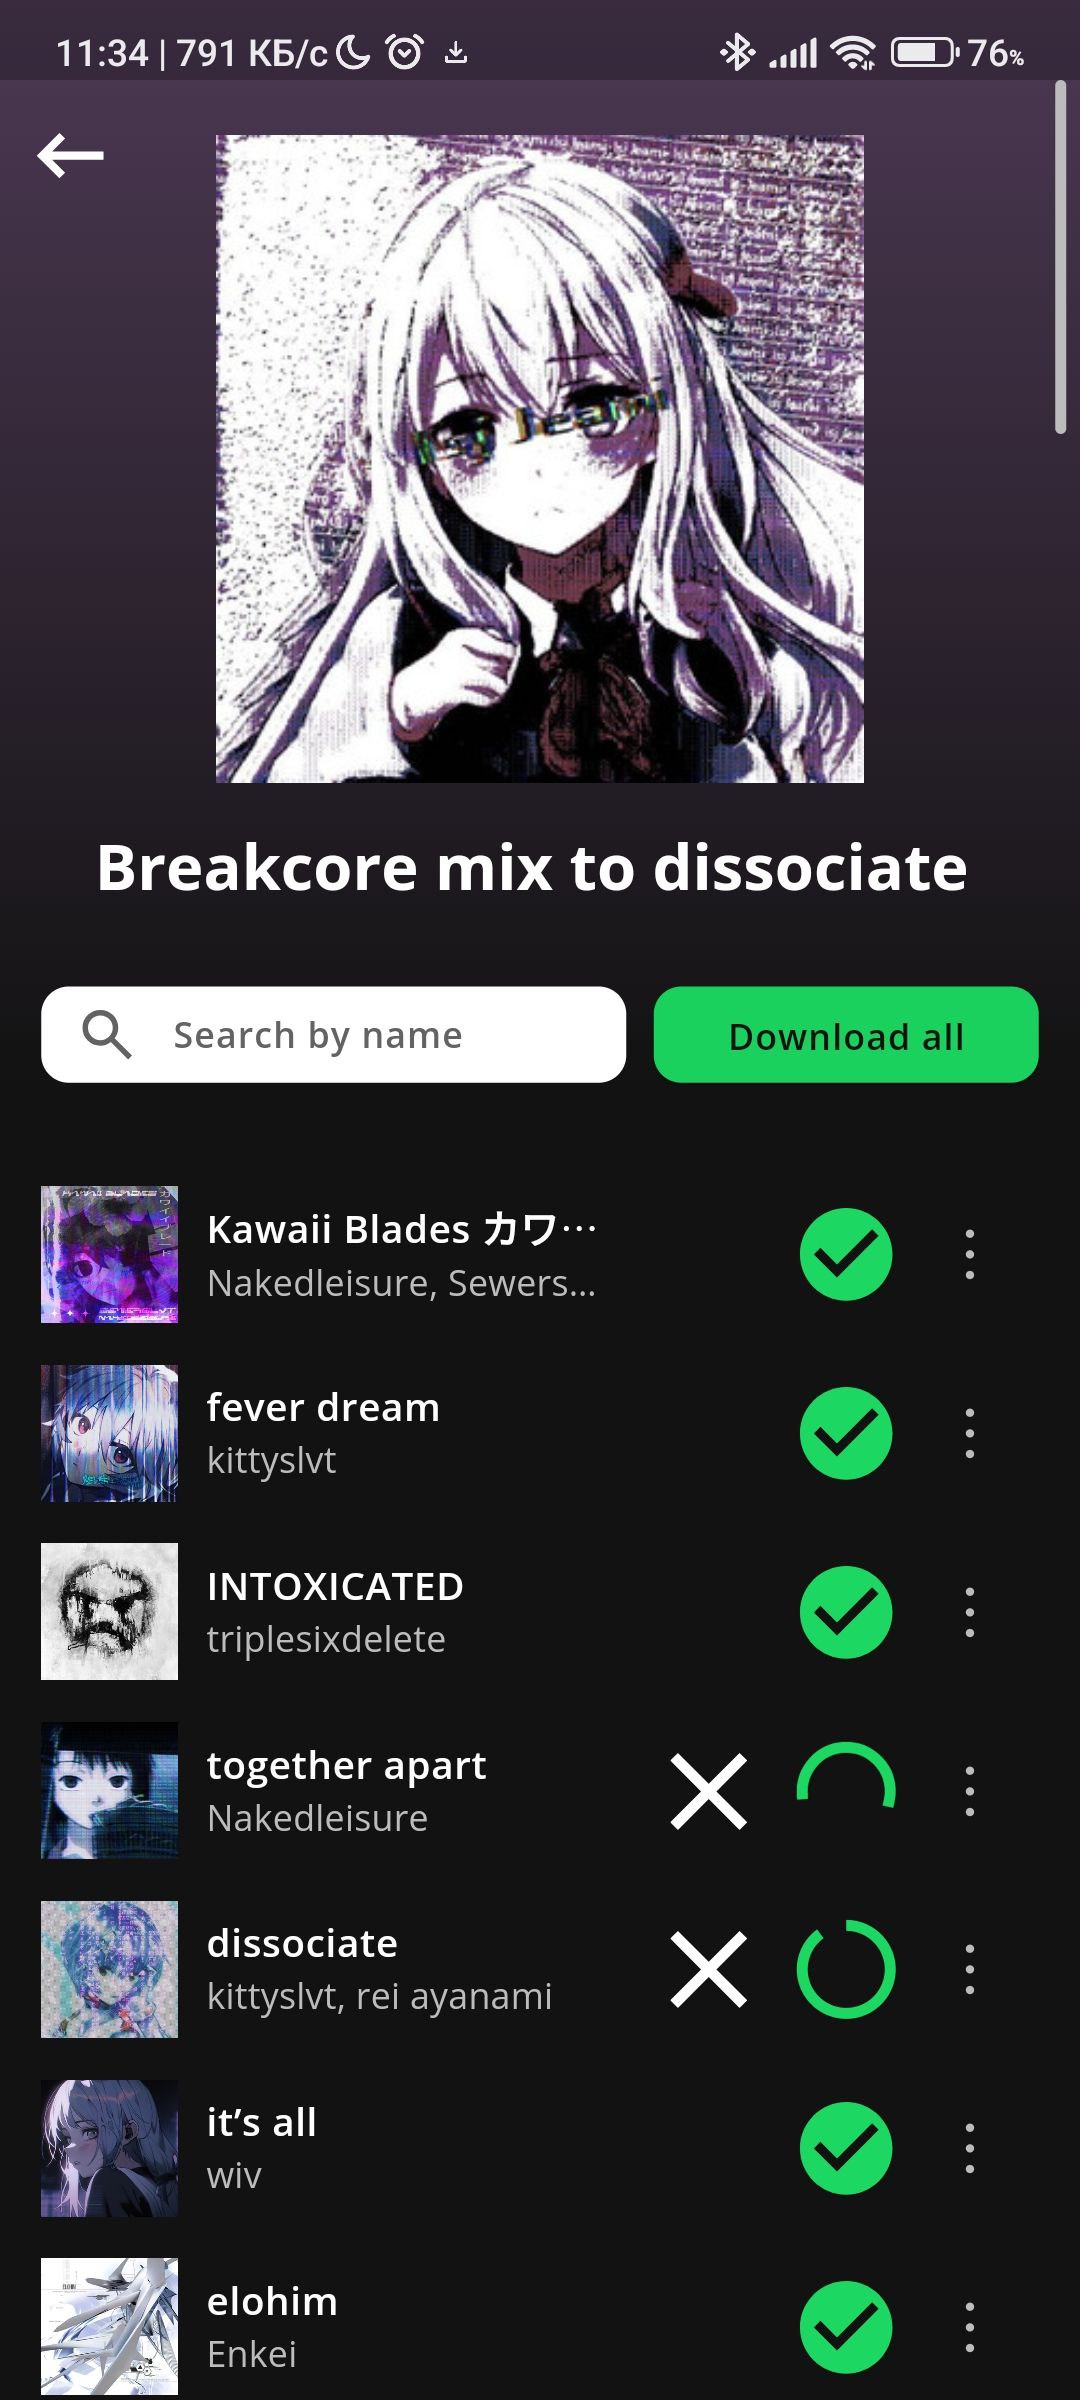 11:34 | 791 КБ/с
76%
Breakcore mix to dissociate
Search by name
Download all
Kawaii Blades カワ…
Nakedleisure, Sewers...
fever dream
kittyslvt
INTOXICATED
triplesixdelete
together apart
Nakedleisure
dissociate
kittyslvt, rei ayanami
it’s all
wiv
elohim
Enkei